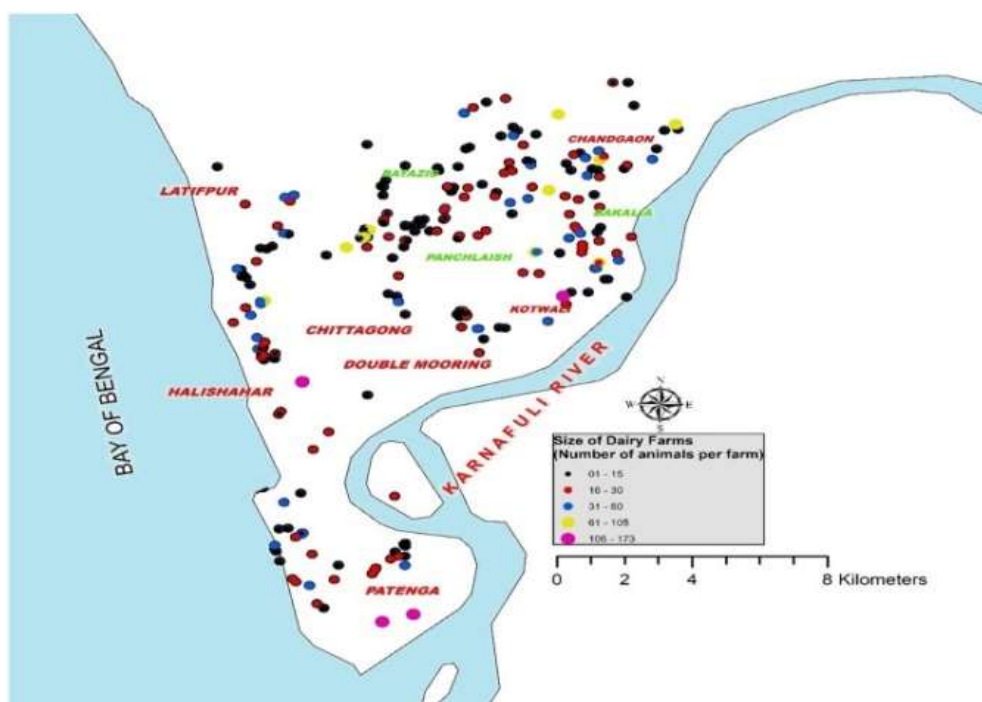 CHANDGAON
BAYAZID
LATIFPUR
BAKALIA
PANCHLAISH
KOTWALI
CHITTAGONG
DOUBLE MOORING
HALISHAHAR
BAY OF BENGAL
KARNAFULI RIVER
N
W E
S
Size of Dairy Farms
(Number of animals per farm)
01 - 15
16 - 30
31 - 60
61 - 105
106 - 173
0 2 4 8 Kilometers
PATENGA